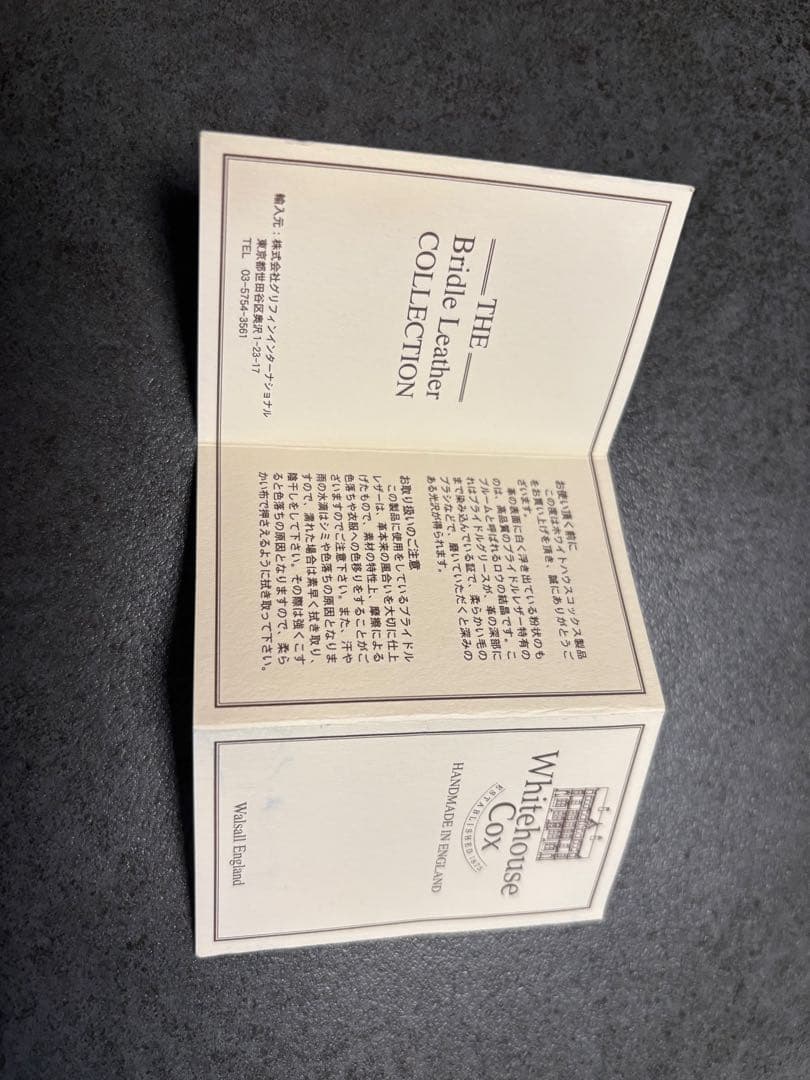 THE
Bridle Leather
COLLECTION
輸入元：株式会社グリフィンインターナショナル
東京都世田谷区奥沢1-23-17
TEL 03-5754-3561
お使い頂く前に
この度はホワイトハウスコックス製品
をお買い上げを頂き、誠にありがとうご
ざいます。
革の表面に白く浮き出ている粉状のも
のは、高品質のブライドルレザー特有の
ブルームと呼ばれるロウの結晶です。こ
れはブライドルグリースが、革の深部に
まで染み込んでいる証で、柔らかい毛の
ブラシなどで、磨いていただくと深みの
ある光沢が得られます。
お取り扱いのご注意
この製品に使用をしているブライドル
レザーは、革本来の風合いを大切に仕上
げたもので、素材の特性上、摩擦による
色落ちや衣服への色移りをすることがご
ざいますのでご注意下さい。また、汗や
雨の水滴はシミや色落ちの原因となりま
すので、濡れた場合は素早く拭き取り、
陰干しをして下さい。その際は強くこす
ると色落ちの原因となりますので、柔ら
かい布で押さえるように拭き取って下さい。
Whitehouse
Cox
ESTABLISHED 1875
HANDMADE IN ENGLAND
Walsall England